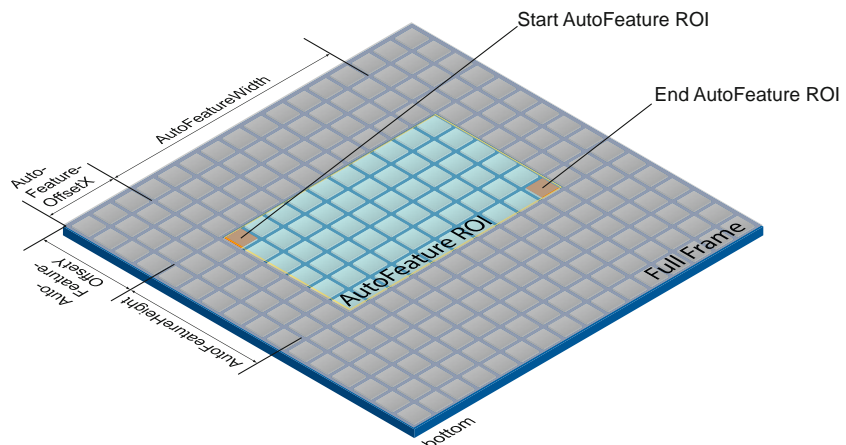 Start AutoFeature ROI
End AutoFeature ROI
AutoFeatureWidth
Auto-
Feature-
OffsetX
AutoFeature ROI
Full Frame
Auto-
Feature-
OffsetY
AutoFeatureHeight
bottom